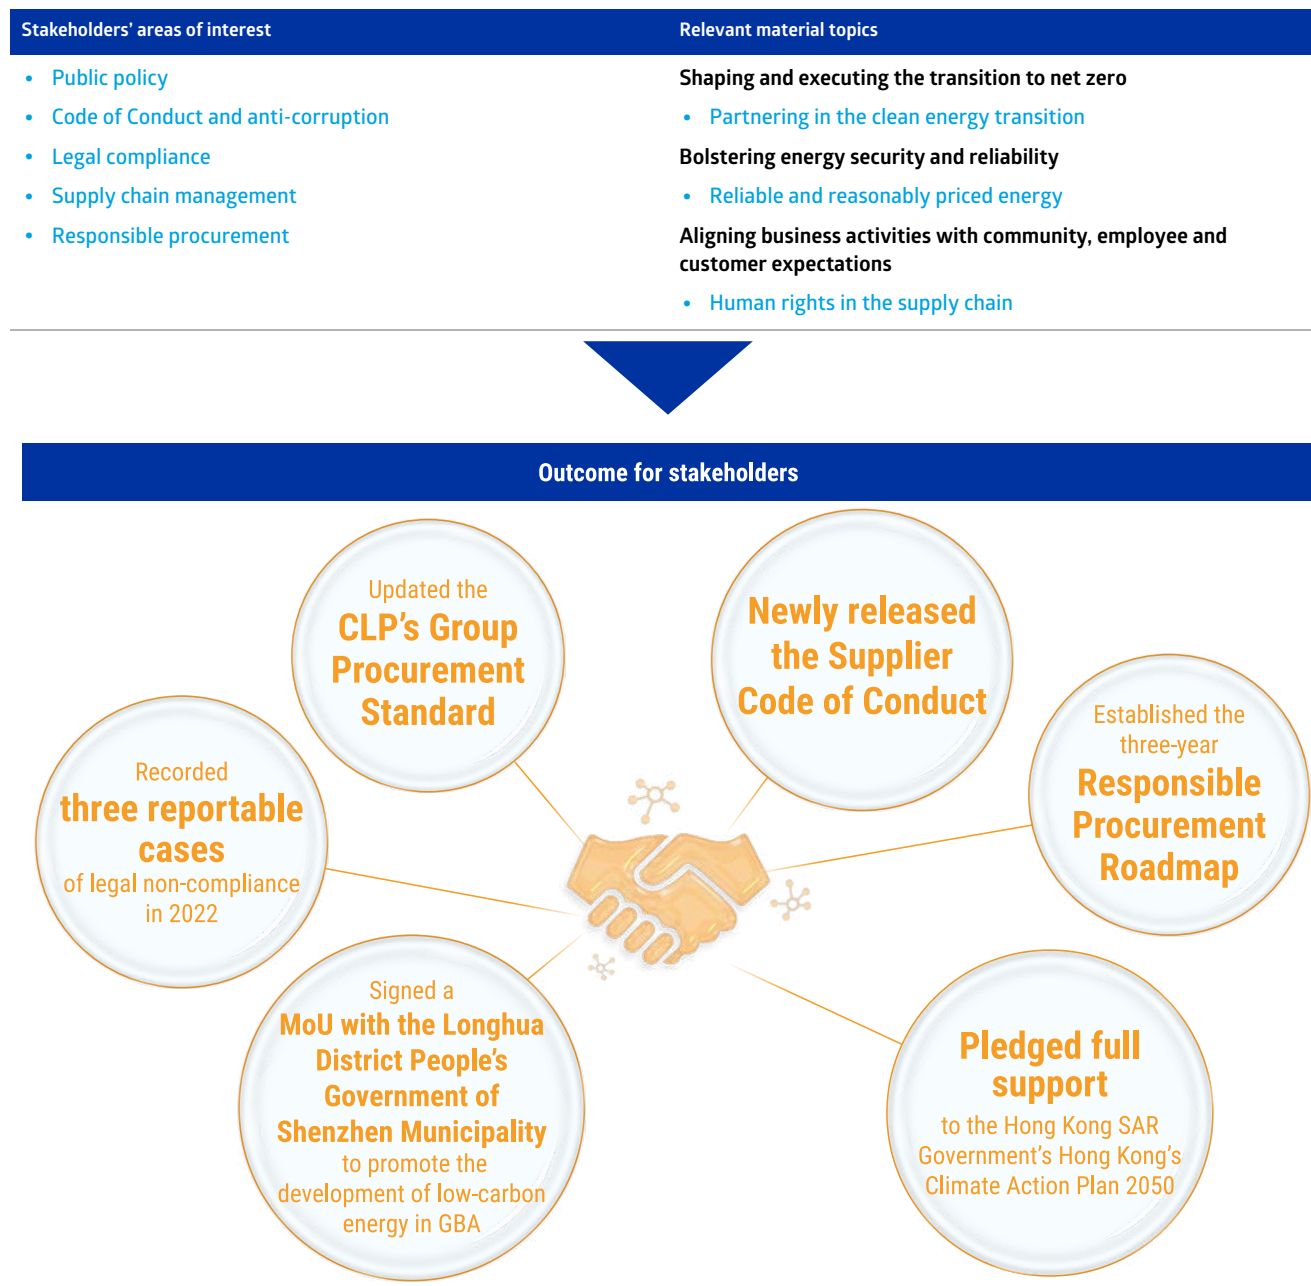 Stakeholders' areas of interest
Relevant material topics
• Public policy
• Code of Conduct and anti-corruption
• Legal compliance
• Supply chain management
• Responsible procurement
Shaping and executing the transition to net zero
• Partnering in the clean energy transition
Bolstering energy security and reliability
• Reliable and reasonably priced energy
Aligning business activities with community, employee and
customer expectations
• Human rights in the supply chain
Outcome for stakeholders
Updated the
CLP's Group
Procurement
Standard
Newly released
the Supplier
Code of Conduct
Recorded
three reportable
cases
of legal non-compliance
in 2022
Established the
three-year
Responsible
Procurement
Roadmap
Signed a
MoU with the Longhua
District People's
Government of
Shenzhen Municipality
to promote the
development of low-carbon
energy in GBA
Pledged full
support
to the Hong Kong SAR
Government's Hong Kong's
Climate Action Plan 2050